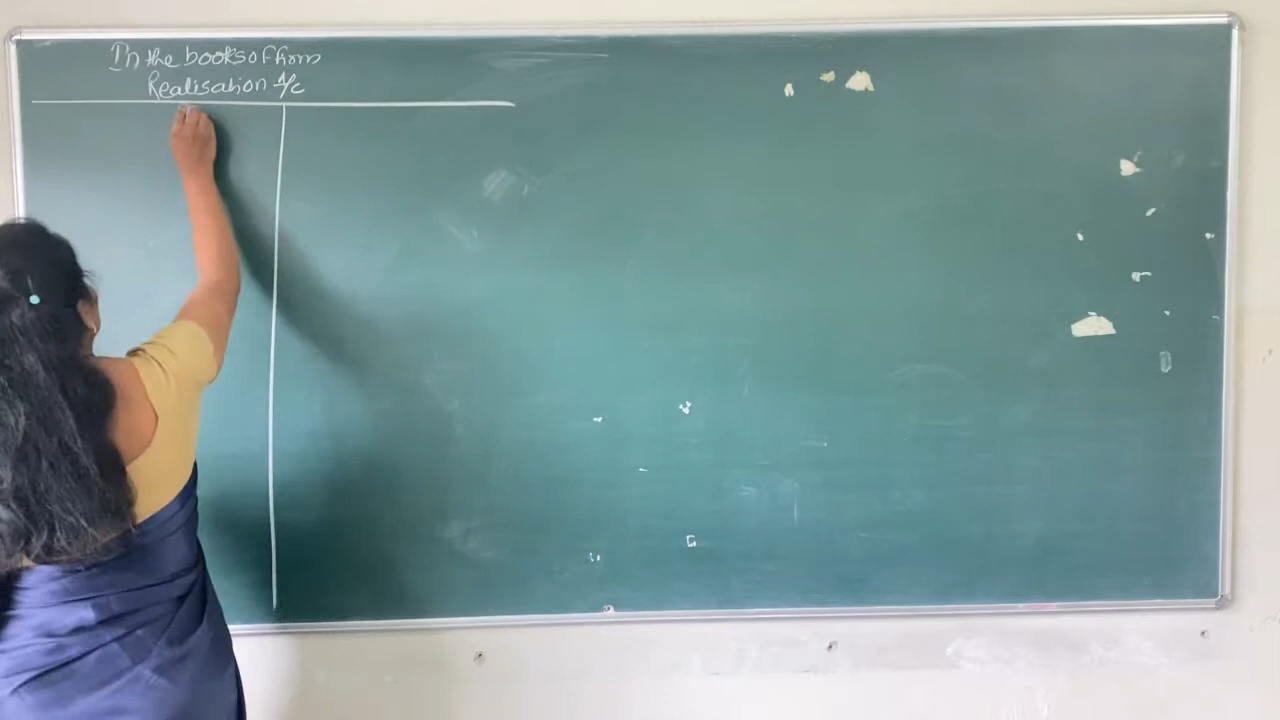 In the books of firm
Realisation A/c